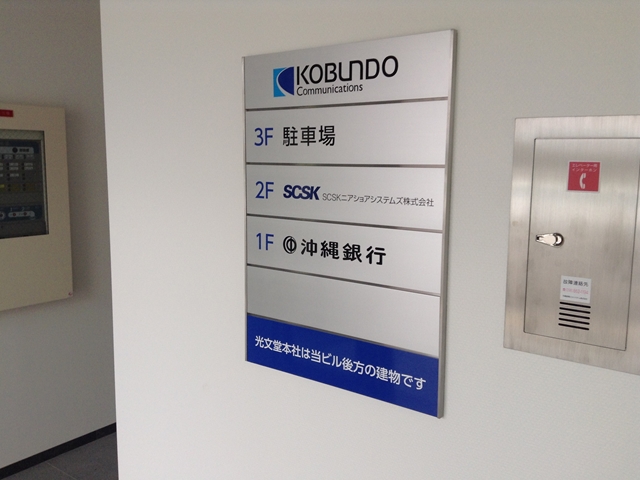 KOBUNDO
Communications
3F 駐車場
2F SCSK SCSKニアショアシステムズ株式会社
1F 沖縄銀行
光文堂本社は当ビル後方の建物です